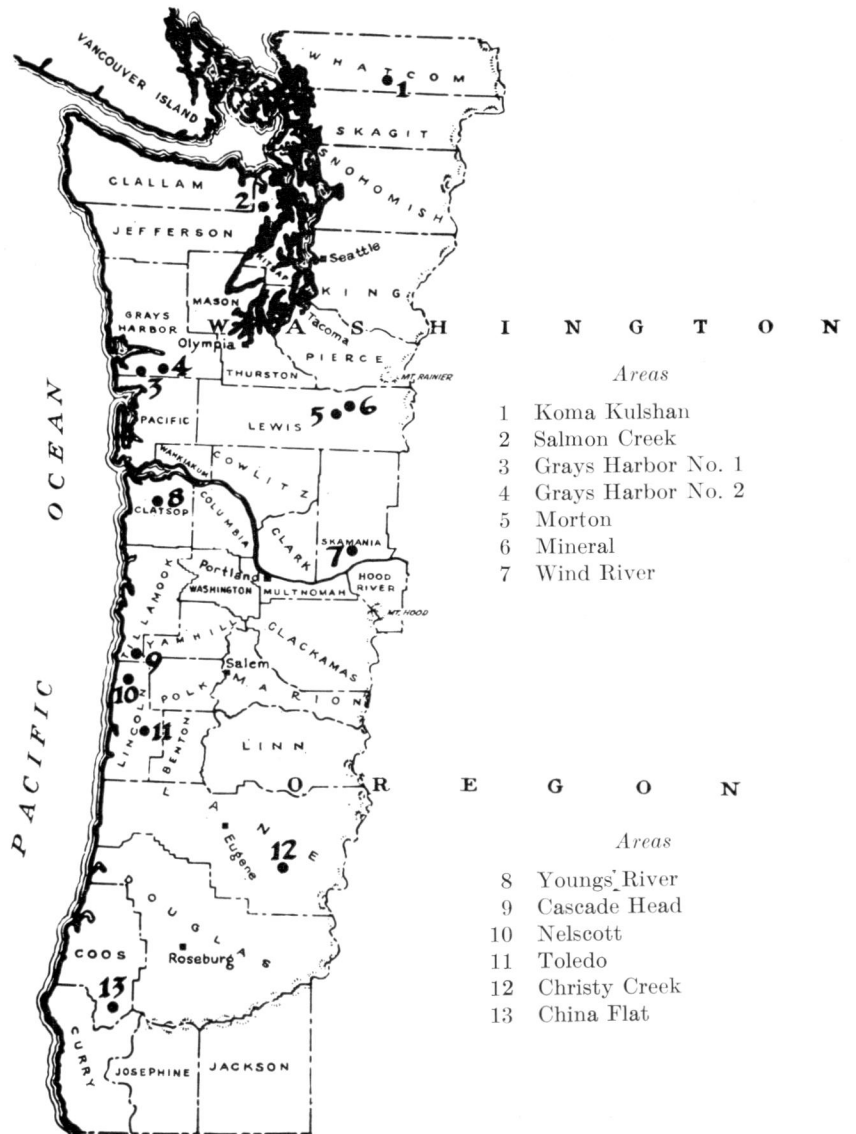 VANCOUVER ISLAND
WHATCOM
1
SKAGIT
SNOHOMISH
CLALLAM
2
JEFFERSON
KITSAP
Seattle
MASON
KING
GRAYS
HARBOR
WASHINGTON
Tacoma
Olympia
PIERCE
THURSTON
MT. RAINIER
3
4
PACIFIC
LEWIS
5
6
WAHKIAKUM
COWLITZ
8
CLATSOP
COLUMBIA
CLARK
SKAMANIA
7
Portland
WASHINGTON
MULTNOMAH
HOOD
RIVER
MT. HOOD
TILLAMOOK
YAMHILL
CLACKAMAS
9
Salem
10
POLK
MARION
LINCOLN
11
BENTON
LINN
OREGON
LANE
Eugene
12
DOUGLAS
COOS
Roseburg
13
CURRY
JOSEPHINE
JACKSON
PACIFIC OCEAN
Areas
1 Koma Kulshan
2 Salmon Creek
3 Grays Harbor No. 1
4 Grays Harbor No. 2
5 Morton
6 Mineral
7 Wind River
Areas
8 Youngs' River
9 Cascade Head
10 Nelscott
11 Toledo
12 Christy Creek
13 China Flat